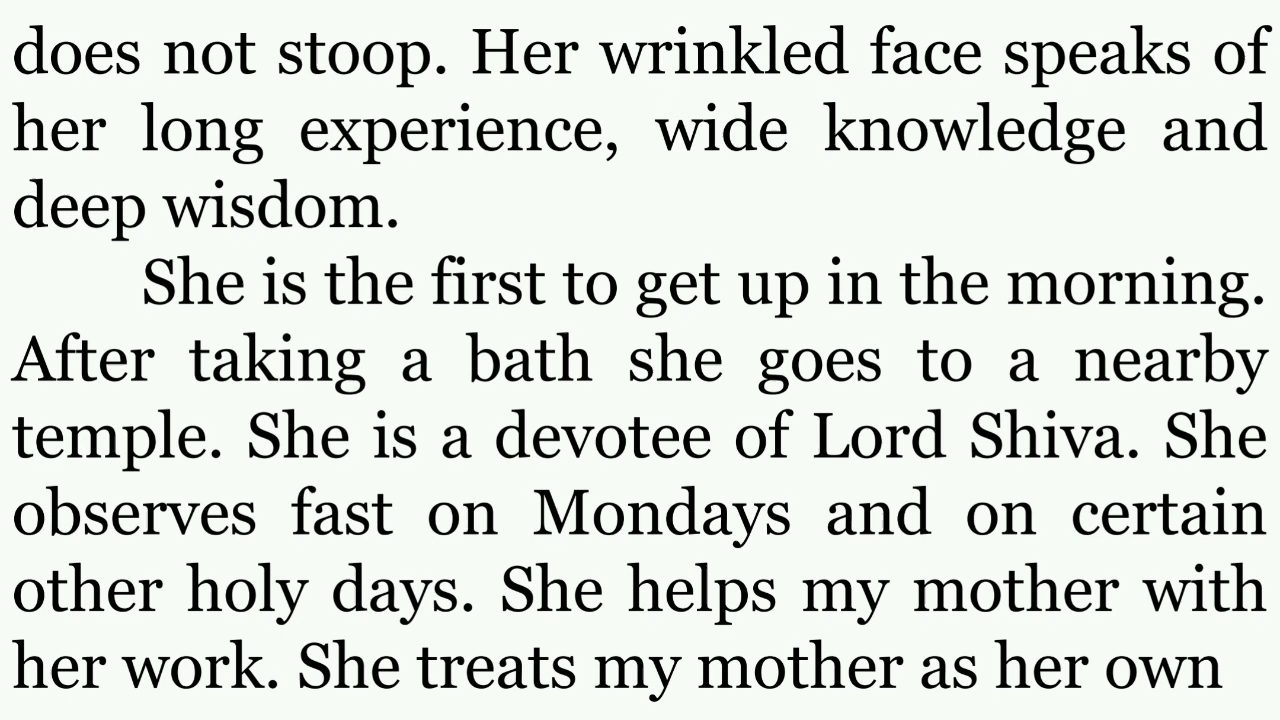 does not stoop. Her wrinkled face speaks of
her long experience, wide knowledge and
deep wisdom.
She is the first to get up in the morning.
After taking a bath she goes to a nearby
temple. She is a devotee of Lord Shiva. She
observes fast on Mondays and on certain
other holy days. She helps my mother with
her work. She treats my mother as her own